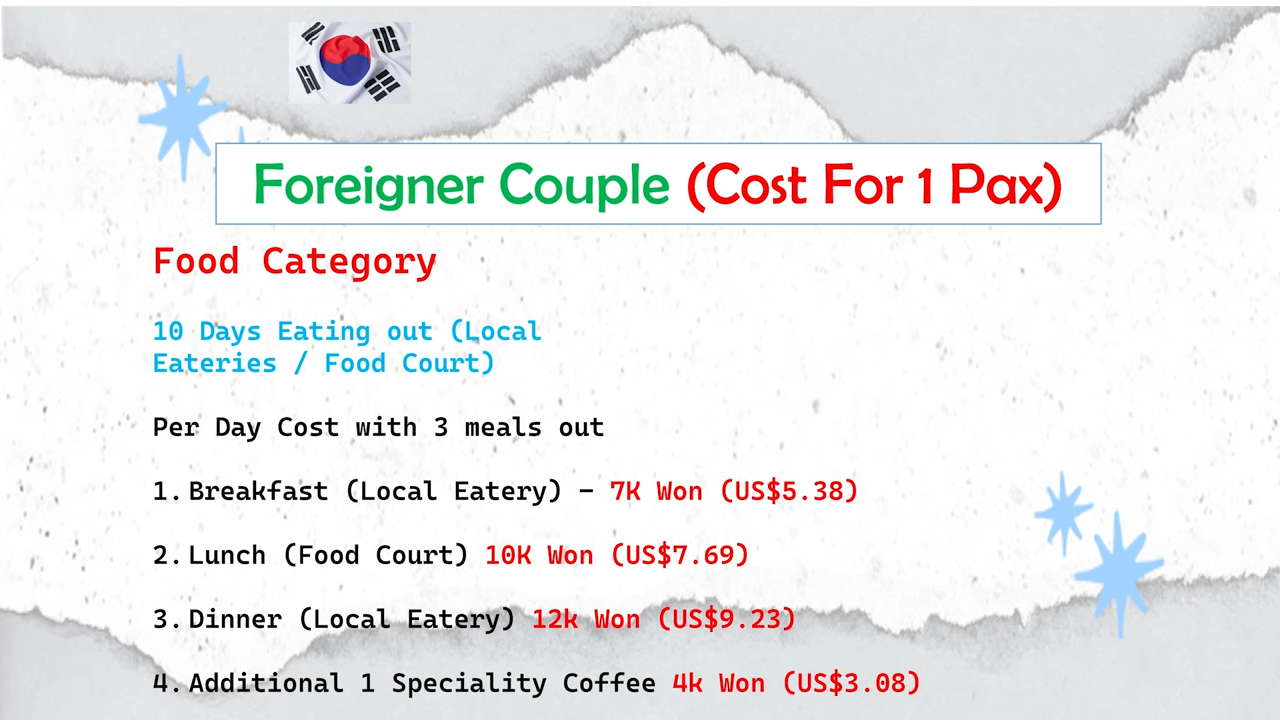 Foreigner Couple (Cost For 1 Pax)
Food Category
10 Days Eating out (Local
Eateries / Food Court)
Per Day Cost with 3 meals out
1. Breakfast (Local Eatery) – 7K Won (US$5.38)
2. Lunch (Food Court) 10K Won (US$7.69)
3. Dinner (Local Eatery) 12k Won (US$9.23)
4. Additional 1 Speciality Coffee 4k Won (US$3.08)